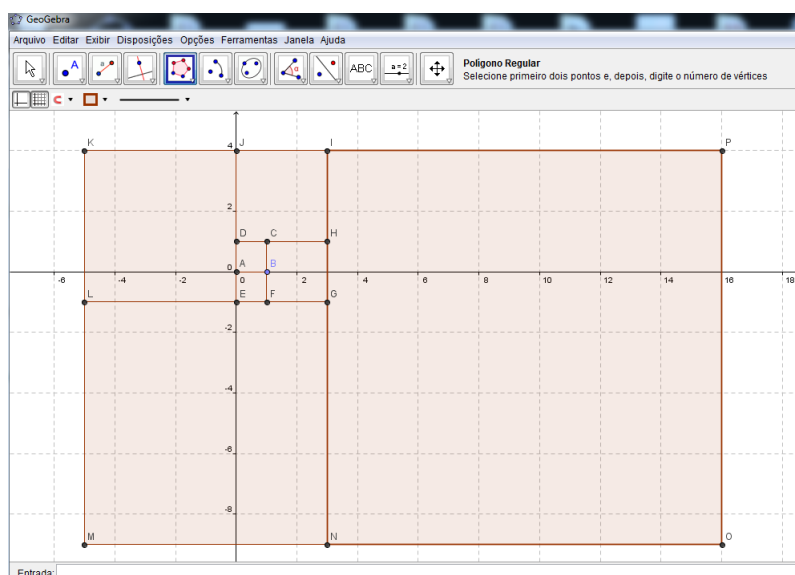 GeoGebra
Arquivo Editar Exibir Disposições Opções Ferramentas Janela Ajuda
A a α ABC a = 2
Polígono Regular
Selecione primeiro dois pontos e, depois, digite o número de vértices
K 4 J I P
2
D C H
0 A B
-6 -4 -2 0 2 4 6 8 10 12 14 16 18
L E F G
-2
-4
-6
-8
M N O
Entrada: